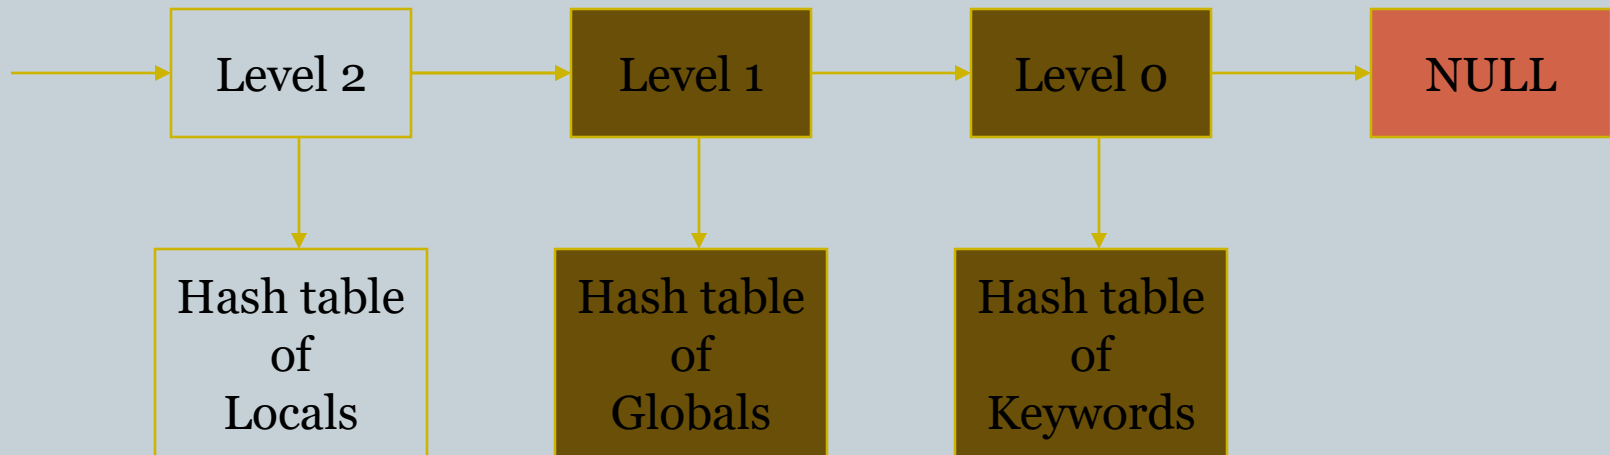 Level 2
Level 1
Level 0
NULL
Hash table
of
Locals
Hash table
of
Globals
Hash table
of
Keywords